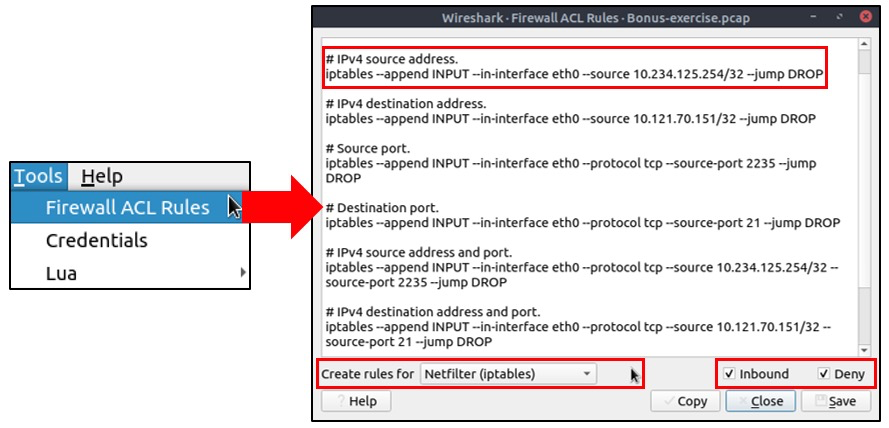 Tools Help
Firewall ACL Rules
Credentials
Lua
Wireshark · Firewall ACL Rules · Bonus-exercise.pcap
# IPv4 source address.
iptables --append INPUT --in-interface eth0 --source 10.234.125.254/32 --jump DROP
# IPv4 destination address.
iptables --append INPUT --in-interface eth0 --source 10.121.70.151/32 --jump DROP
# Source port.
iptables --append INPUT --in-interface eth0 --protocol tcp --source-port 2235 --jump
DROP
# Destination port.
iptables --append INPUT --in-interface eth0 --protocol tcp --source-port 21 --jump DROP
# IPv4 source address and port.
iptables --append INPUT --in-interface eth0 --protocol tcp --source 10.234.125.254/32 --
source-port 2235 --jump DROP
# IPv4 destination address and port.
iptables --append INPUT --in-interface eth0 --protocol tcp --source 10.121.70.151/32 --
source-port 21 --jump DROP
Create rules for Netfilter (iptables) Inbound Deny
? Help Copy Close Save